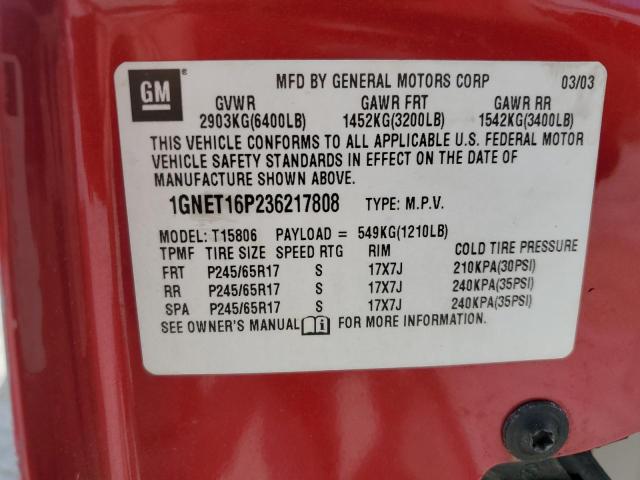 GM ®
MFD BY GENERAL MOTORS CORP 03/03
GVWR GAWR FRT GAWR RR
2903KG(6400LB) 1452KG(3200LB) 1542KG(3400LB)
THIS VEHICLE CONFORMS TO ALL APPLICABLE U.S. FEDERAL MOTOR
VEHICLE SAFETY STANDARDS IN EFFECT ON THE DATE OF
MANUFACTURE SHOWN ABOVE.
1GNET16P236217808 TYPE: M.P.V.
MODEL: T15806 PAYLOAD = 549KG(1210LB)
TPMF TIRE SIZE SPEED RTG RIM COLD TIRE PRESSURE
FRT P245/65R17 S 17X7J 210KPA(30PSI)
RR P245/65R17 S 17X7J 240KPA(35PSI)
SPA P245/65R17 S 17X7J 240KPA(35PSI)
SEE OWNER'S MANUAL FOR MORE INFORMATION.